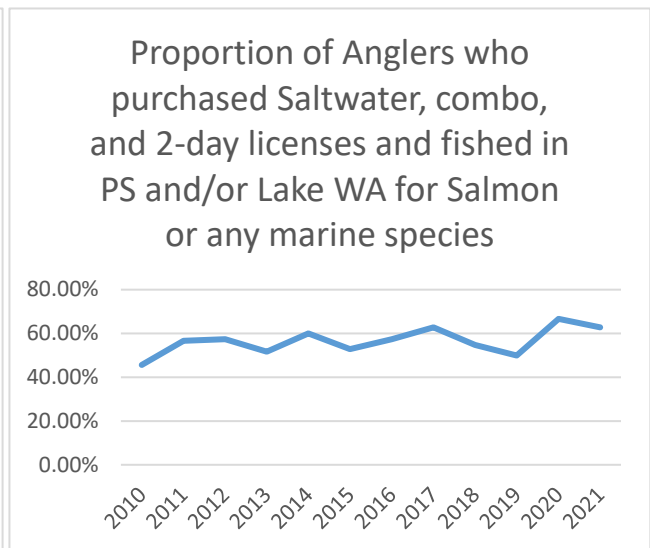 Proportion of Anglers who
purchased Saltwater, combo,
and 2-day licenses and fished in
PS and/or Lake WA for Salmon
or any marine species
80.00%
60.00%
40.00%
20.00%
0.00%
2010 2011 2012 2013 2014 2015 2016 2017 2018 2019 2020 2021